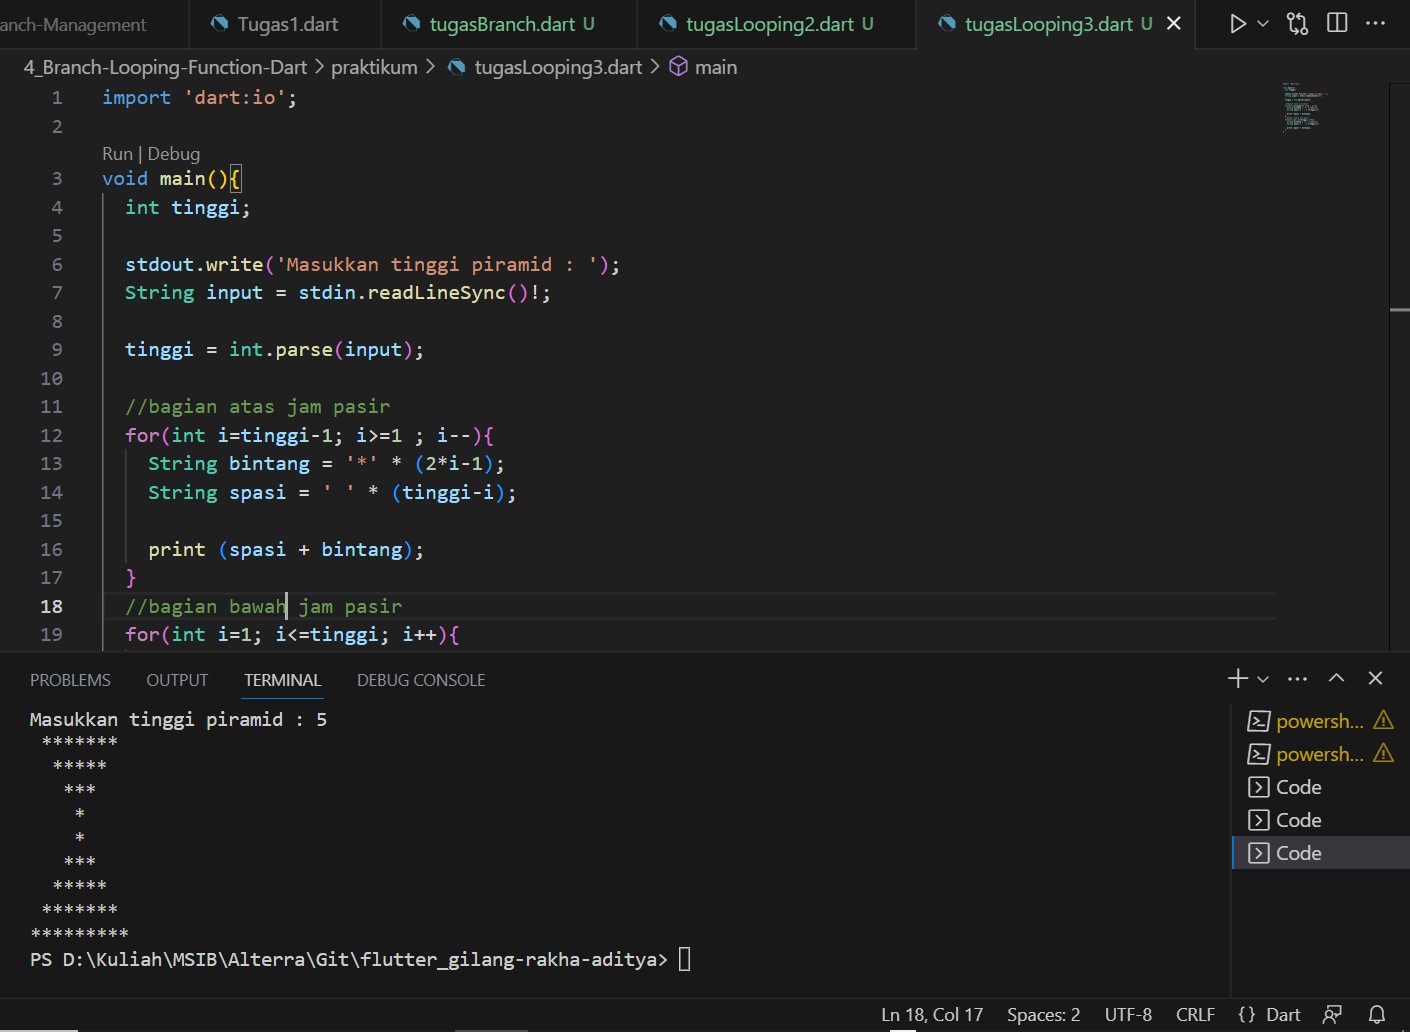 anch-Management Tugas1.dart tugasBranch.dart U tugasLooping2.dart U tugasLooping3.dart U
4_Branch-Looping-Function-Dart > praktikum > tugasLooping3.dart > main
1 import 'dart:io';
2
Run | Debug
3 void main(){
4 int tinggi;
5
6 stdout.write('Masukkan tinggi piramid : ');
7 String input = stdin.readLineSync()!;
8
9 tinggi = int.parse(input);
10
11 //bagian atas jam pasir
12 for(int i=tinggi-1; i>=1 ; i--){
13 String bintang = '*' * (2*i-1);
14 String spasi = ' ' * (tinggi-i);
15
16 print (spasi + bintang);
17 }
18 //bagian bawah jam pasir
19 for(int i=1; i<=tinggi; i++){
PROBLEMS OUTPUT TERMINAL DEBUG CONSOLE
Masukkan tinggi piramid : 5
 *******
  *****
   ***
    *
    *
   ***
  *****
 *******
*********
PS D:\Kuliah\MSIB\Alterra\Git\flutter_gilang-rakha-aditya>
powersh...
powersh...
Code
Code
Code
Ln 18, Col 17 Spaces: 2 UTF-8 CRLF {} Dart